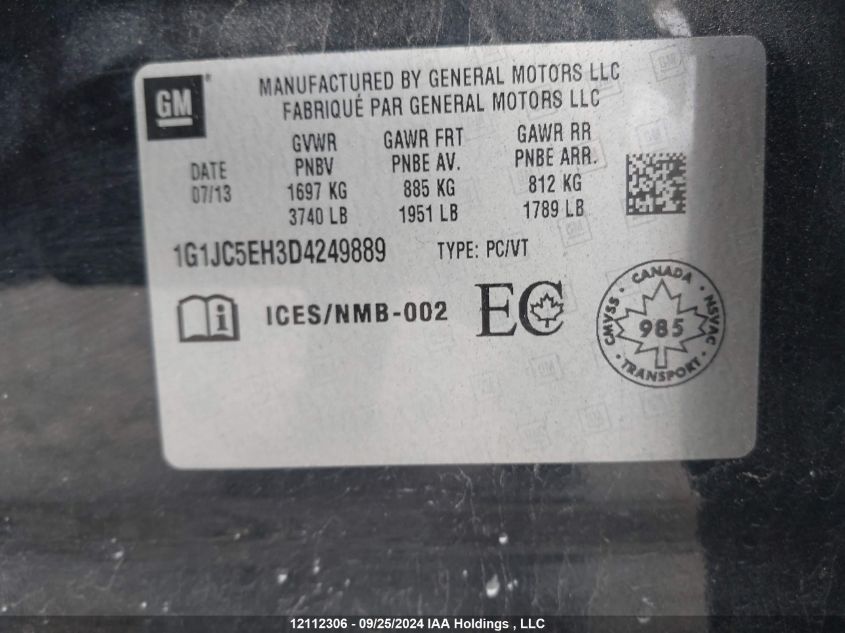 GM®
MANUFACTURED BY GENERAL MOTORS LLC
FABRIQUÉ PAR GENERAL MOTORS LLC
DATE
07/13
GVWR
PNBV
1697 KG
3740 LB
GAWR FRT
PNBE AV.
885 KG
1951 LB
GAWR RR
PNBE ARR.
812 KG
1789 LB
1G1JC5EH3D4249889 TYPE: PC/VT
i ICES/NMB-002 EC
CANADA
CMVSS 985 NSVAC
TRANSPORT
12112306 - 09/25/2024 IAA Holdings , LLC